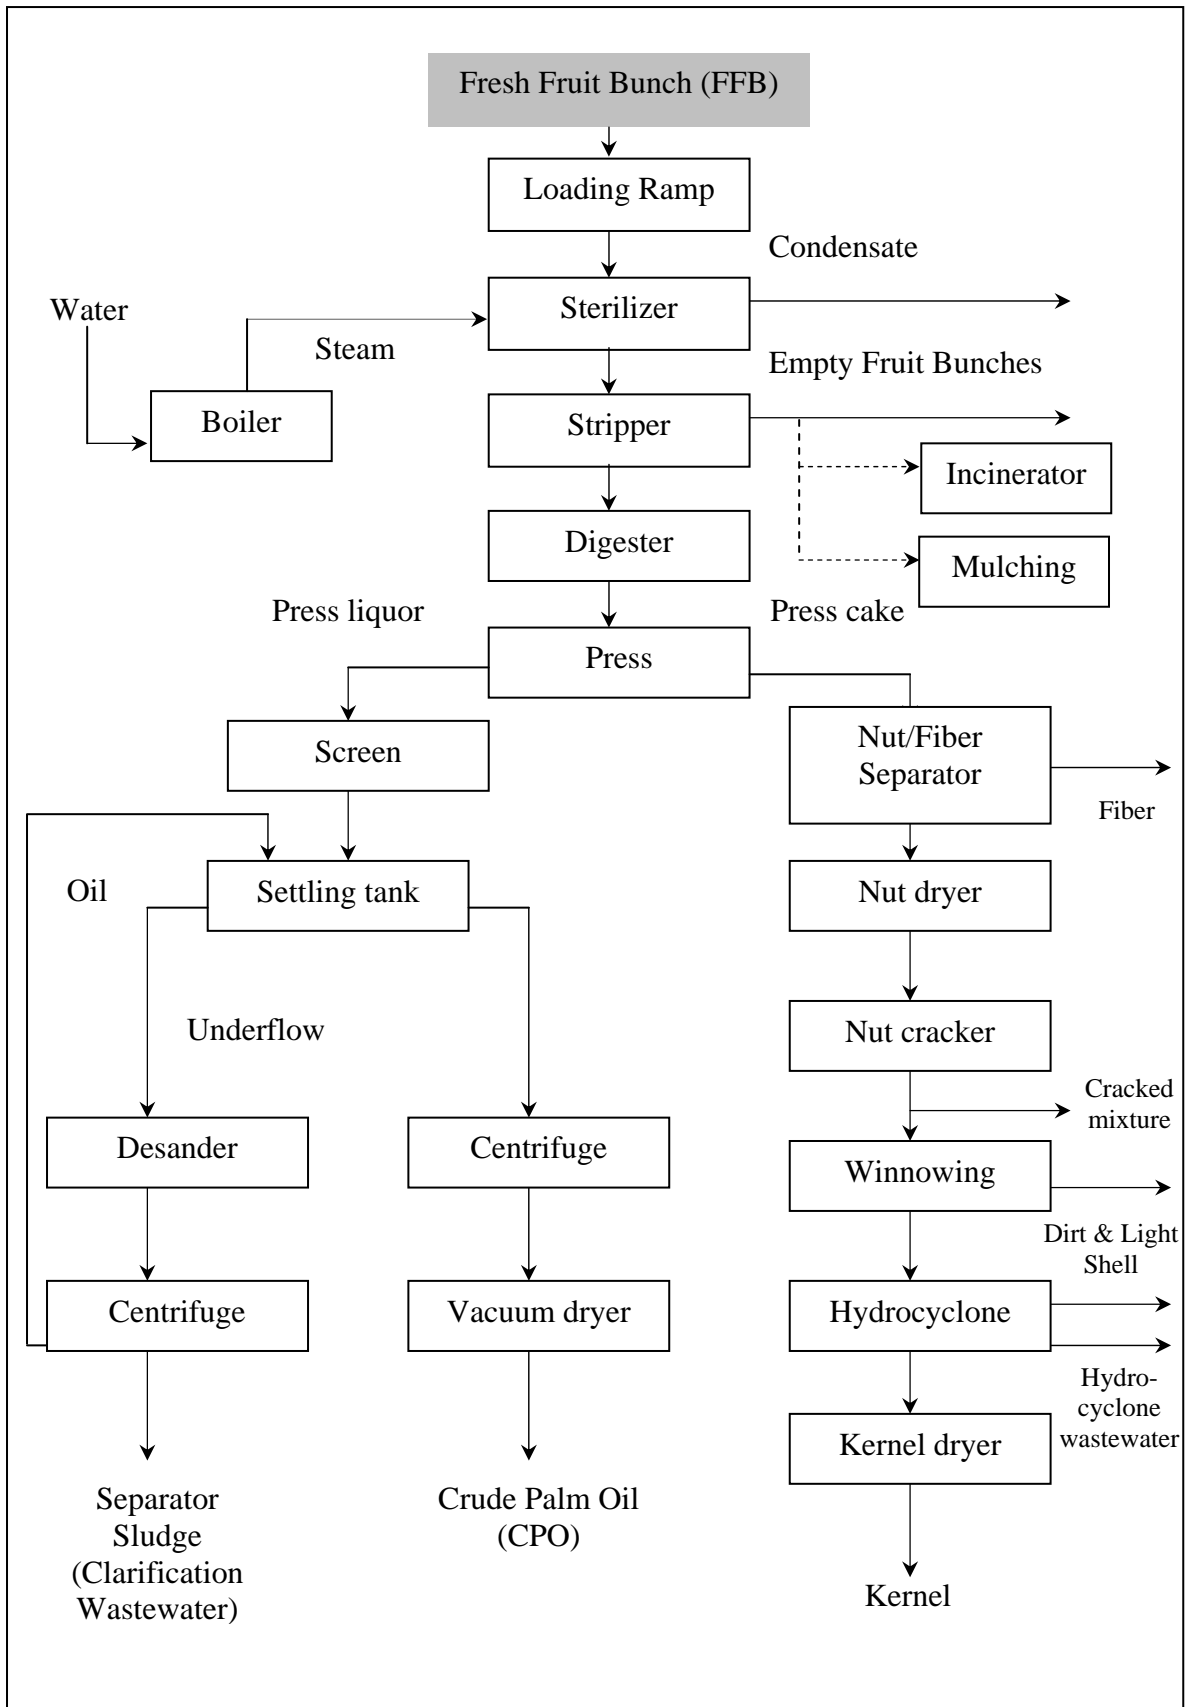 Fresh Fruit Bunch (FFB)
Loading Ramp
Condensate
Water
Sterilizer
Steam
Empty Fruit Bunches
Boiler
Stripper
Incinerator
Digester
Mulching
Press liquor
Press cake
Press
Screen
Nut/Fiber
Separator
Fiber
Oil
Settling tank
Nut dryer
Underflow
Nut cracker
Cracked
mixture
Desander
Centrifuge
Winnowing
Dirt & Light
Shell
Centrifuge
Vacuum dryer
Hydrocyclone
Hydro-
cyclone
wastewater
Kernel dryer
Separator
Sludge
(Clarification
Wastewater)
Crude Palm Oil
(CPO)
Kernel